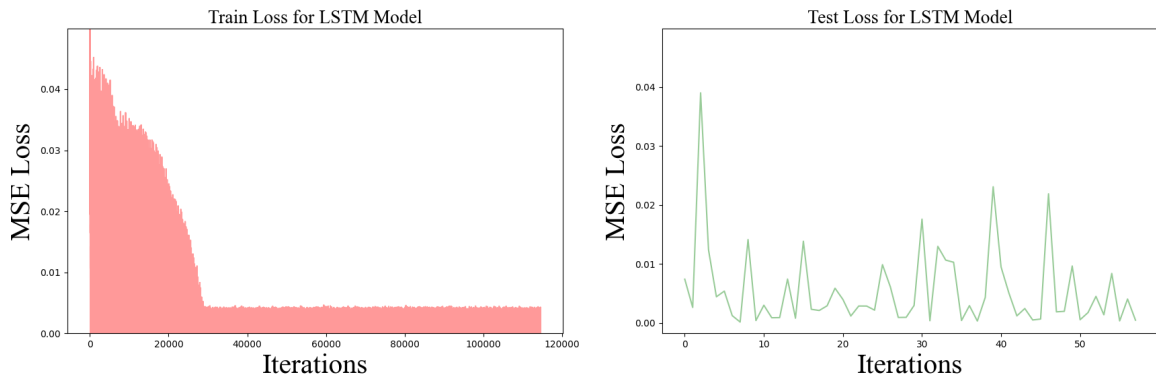 Train Loss for LSTM Model
MSE Loss
0.04
0.03
0.02
0.01
0.00
0 20000 40000 60000 80000 100000 120000
Iterations
Test Loss for LSTM Model
MSE Loss
0.04
0.03
0.02
0.01
0.00
0 10 20 30 40 50
Iterations